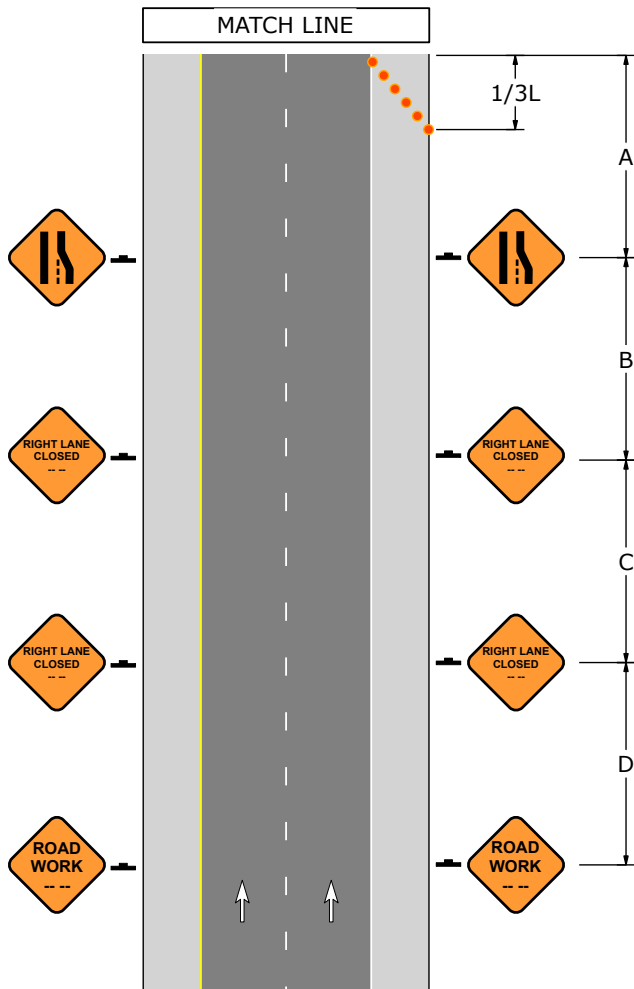 MATCH LINE
1/3L
A
B
RIGHT LANE
CLOSED
-- --
RIGHT LANE
CLOSED
-- --
C
RIGHT LANE
CLOSED
-- --
RIGHT LANE
CLOSED
-- --
D
ROAD
WORK
-- --
ROAD
WORK
-- --